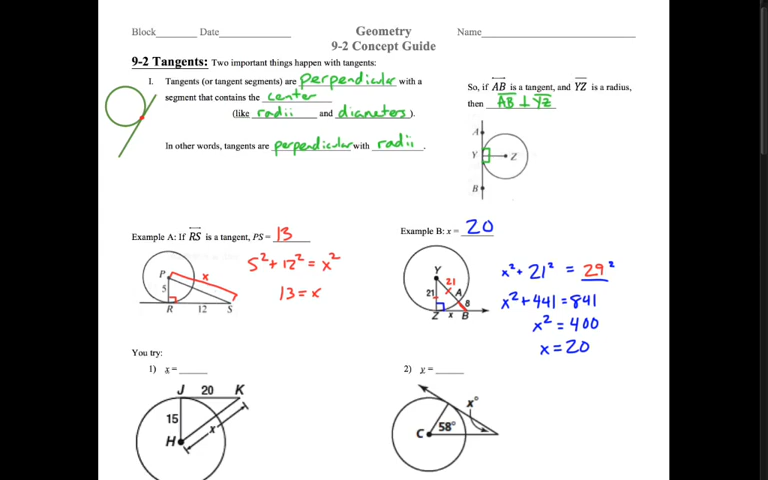 Block______ Date________
Geometry
9-2 Concept Guide
Name________________
9-2 Tangents: Two important things happen with tangents:
I. Tangents (or tangent segments) are perpendicular with a
segment that contains the center
(like radii and diameters).
In other words, tangents are perpendicular with radii.
So, if AB is a tangent, and YZ is a radius,
then AB ⊥ YZ
A
Y
Z
B
Example A: If RS is a tangent, PS = 13
P
x
5
R
12
S
5² + 12² = x²
13 = x
Example B: x = 20
Y
21
21
x
A
8
Z
x
B
x² + 21² = 29²
x² + 441 = 841
x² = 400
x = 20
You try:
1) x = ______
J
20
K
15
x
H
2) x = ______
x°
58°
C